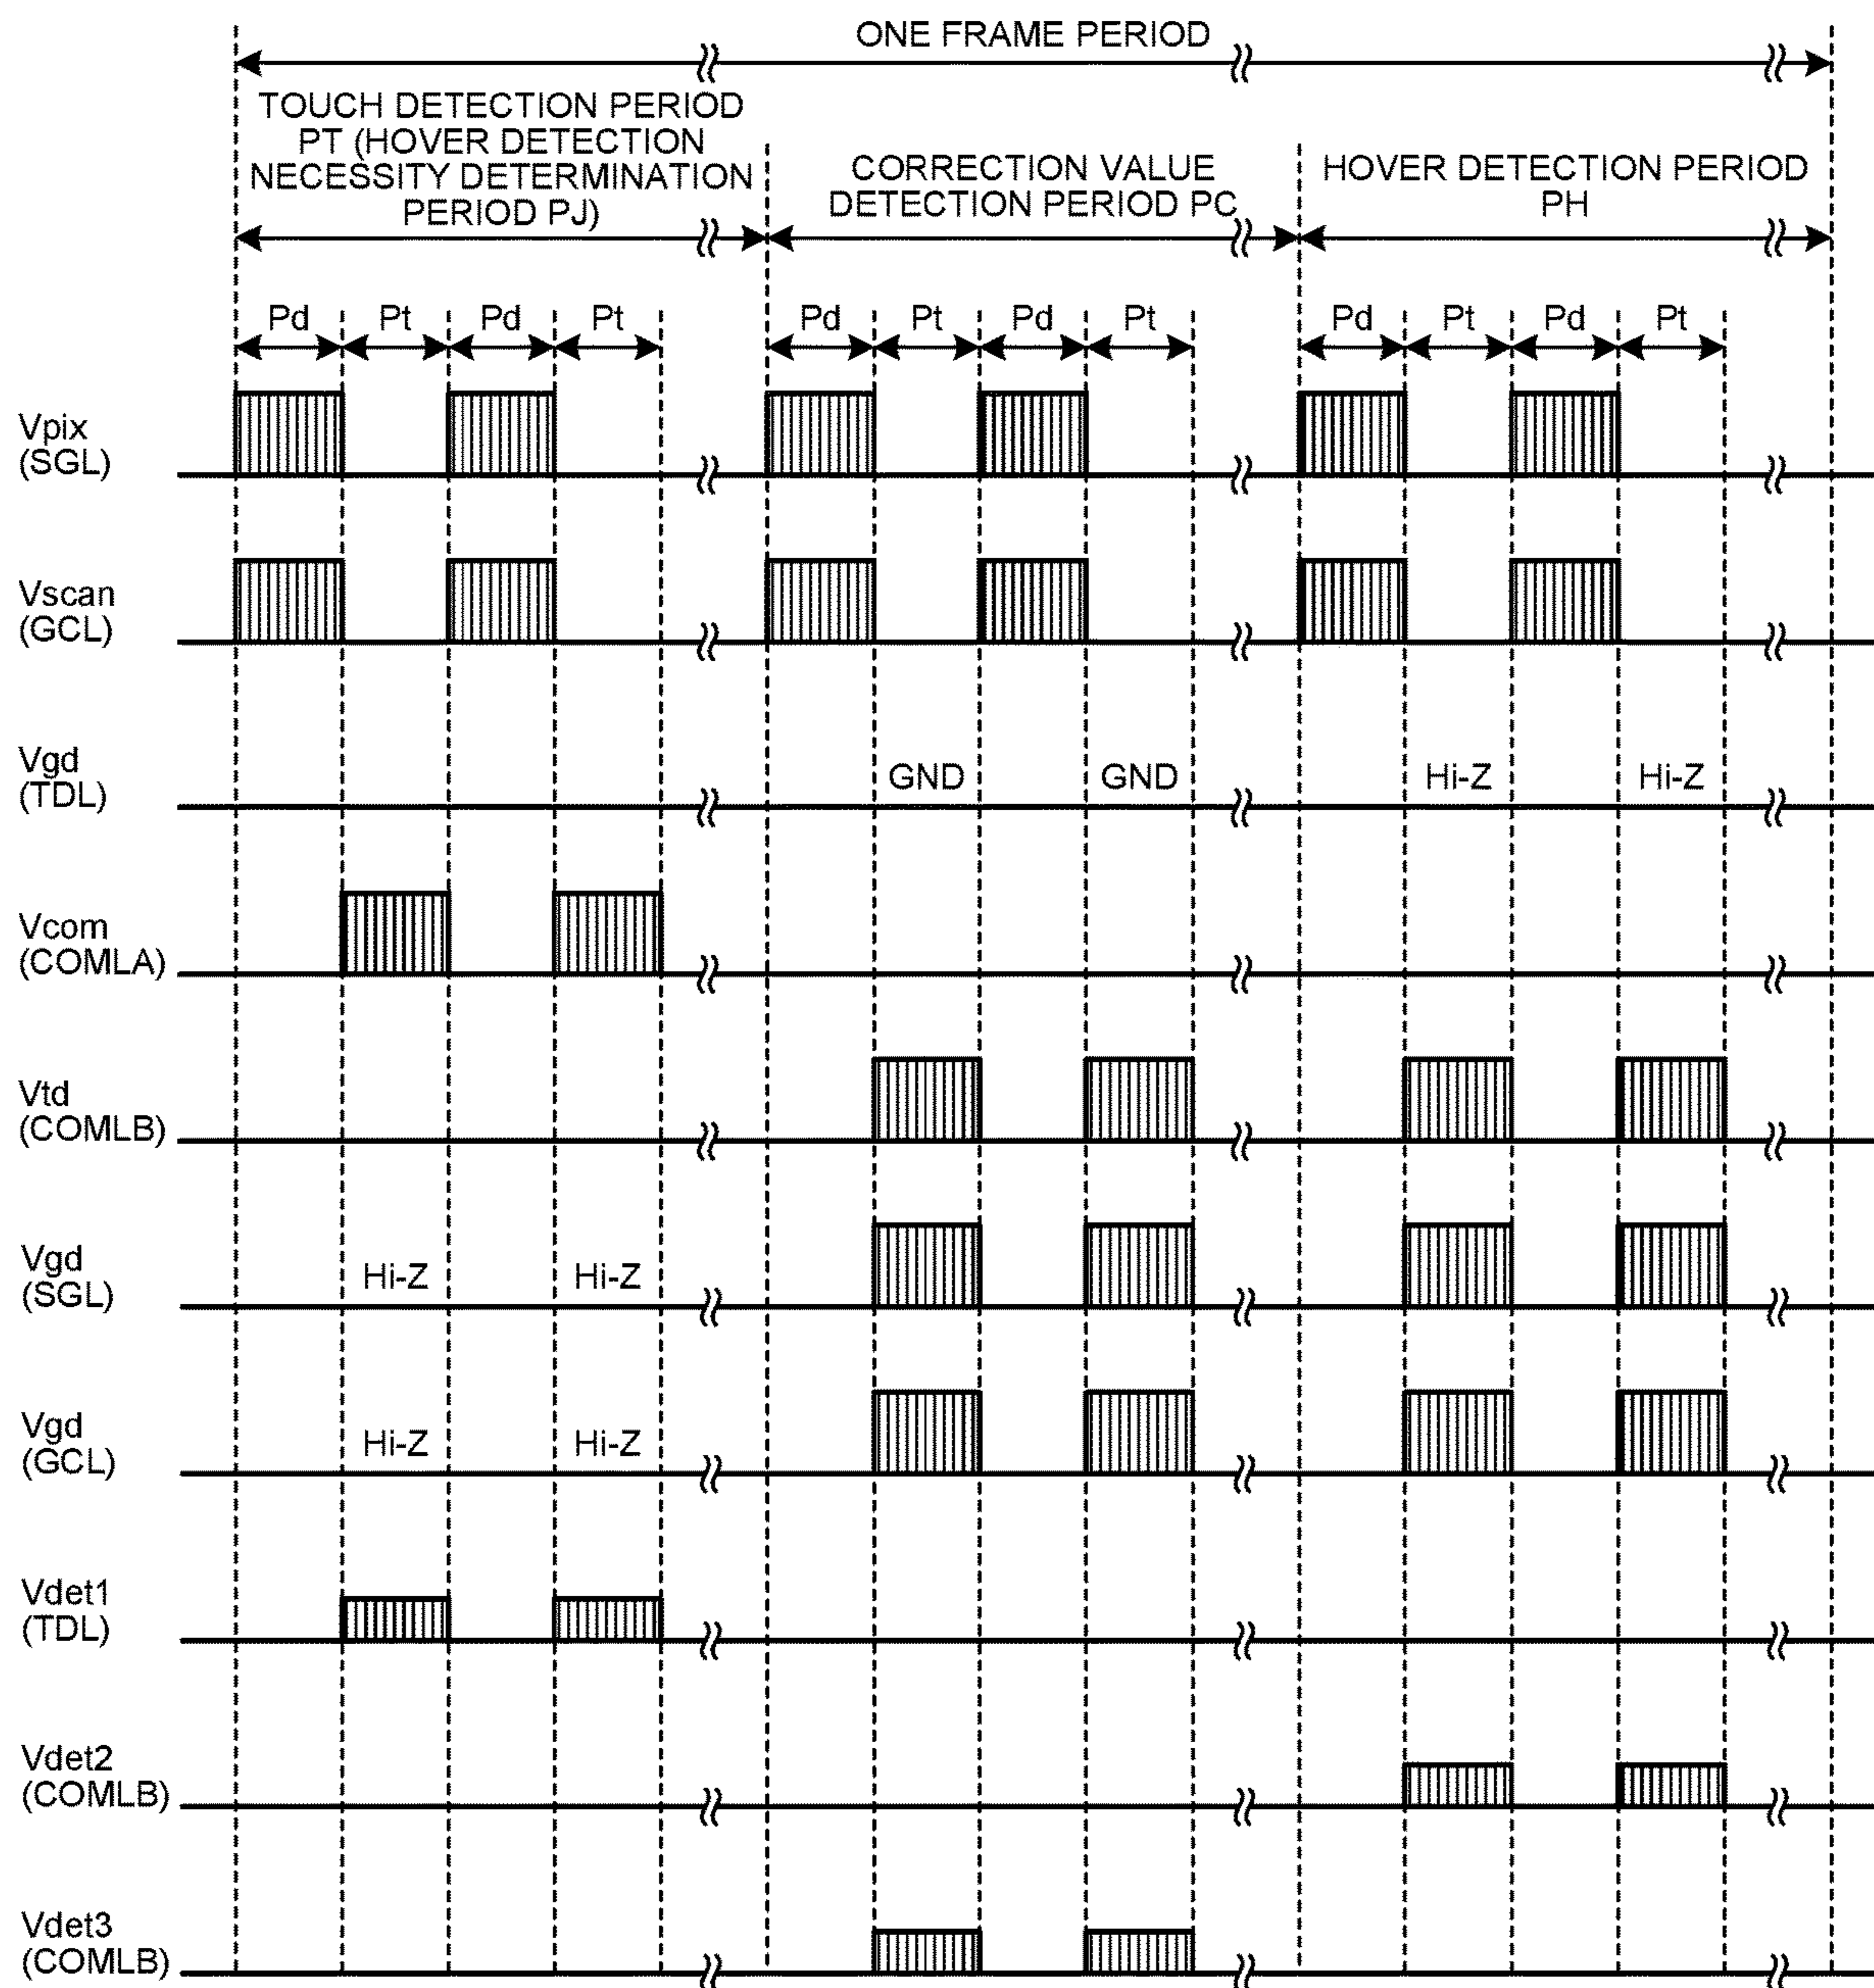 ONE FRAME PERIOD
TOUCH DETECTION PERIOD
PT (HOVER DETECTION
NECESSITY DETERMINATION
PERIOD PJ)
CORRECTION VALUE
DETECTION PERIOD PC
HOVER DETECTION PERIOD
PH
Pd Pt Pd Pt Pd Pt Pd Pt Pd Pt Pd Pt
Vpix
(SGL)
Vscan
(GCL)
Vgd
(TDL)
GND GND Hi-Z Hi-Z
Vcom
(COMLA)
Vtd
(COMLB)
Vgd
(SGL)
Hi-Z Hi-Z
Vgd
(GCL)
Hi-Z Hi-Z
Vdet1
(TDL)
Vdet2
(COMLB)
Vdet3
(COMLB)